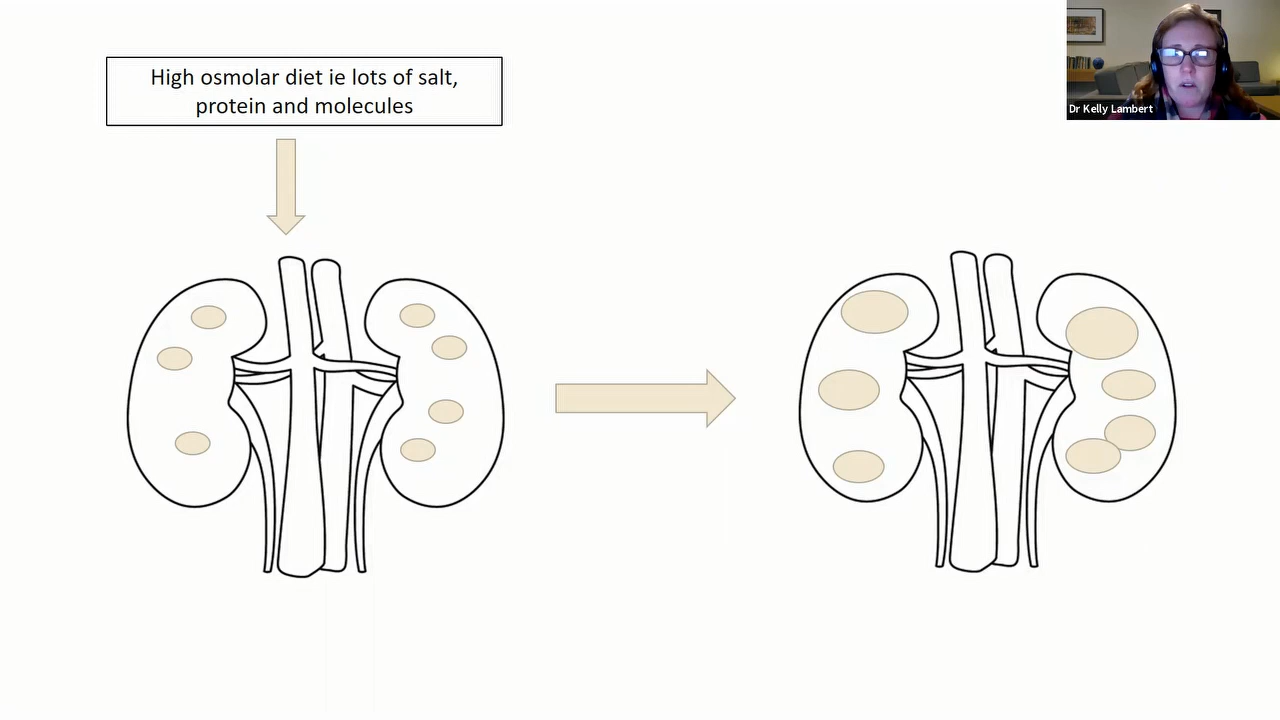 High osmolar diet ie lots of salt,
protein and molecules
Dr Kelly Lambert